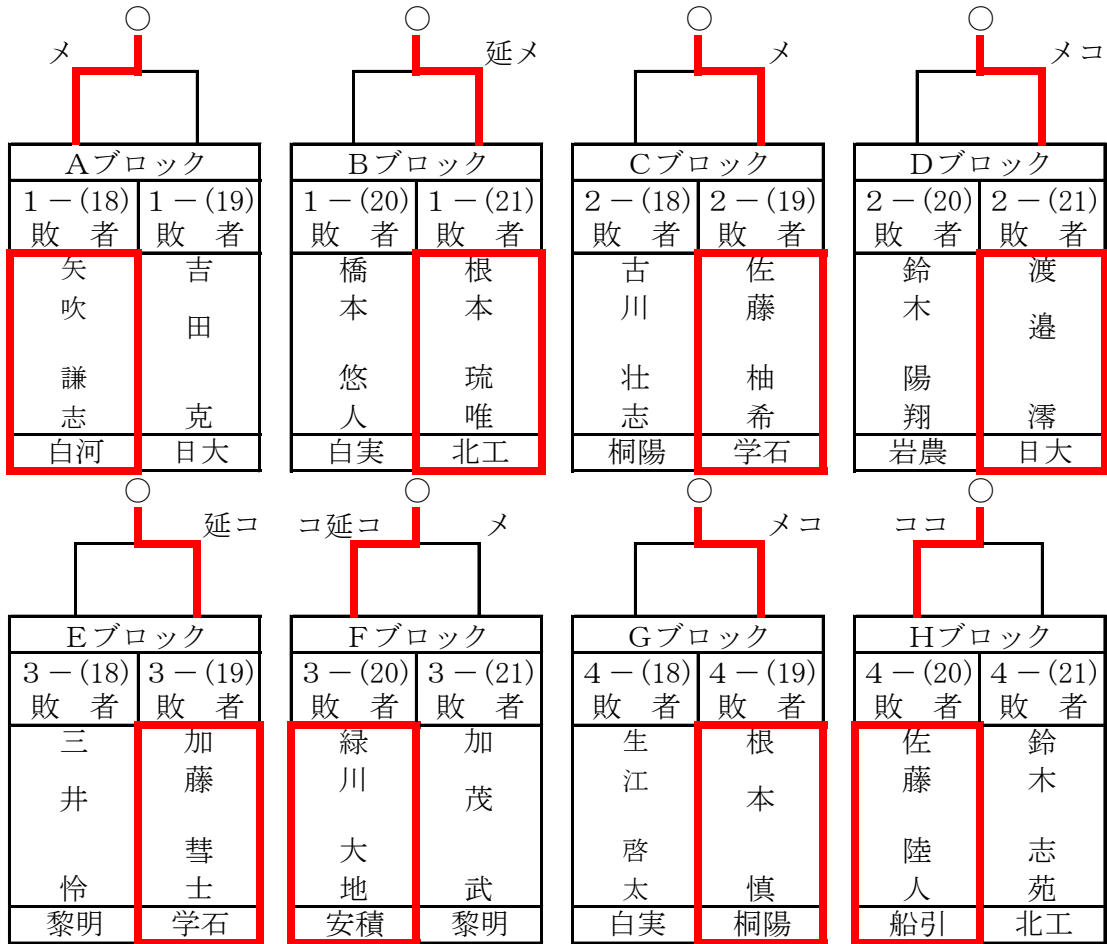 ○ ○ ○ ○
メ 延メ メ メコ
Aブロック Bブロック Cブロック Dブロック
1－(18) 1－(19) 1－(20) 1－(21) 2－(18) 2－(19) 2－(20) 2－(21)
敗者 敗者 敗者 敗者 敗者 敗者 敗者 敗者
矢吹謙志 吉田克 橋本悠人 根本琉唯 古川壮志 佐藤柚希 鈴木陽翔 渡邉澪
白河 日大 白実 北工 桐陽 学石 岩農 日大
○ ○ ○ ○
延コ コ延コ メ メコ ココ
Eブロック Fブロック Gブロック Hブロック
3－(18) 3－(19) 3－(20) 3－(21) 4－(18) 4－(19) 4－(20) 4－(21)
敗者 敗者 敗者 敗者 敗者 敗者 敗者 敗者
三井怜 加藤彗士 緑川大地 加茂武 生江啓太 根本慎 佐藤陸人 鈴木志苑
黎明 学石 安積 黎明 白実 桐陽 船引 北工